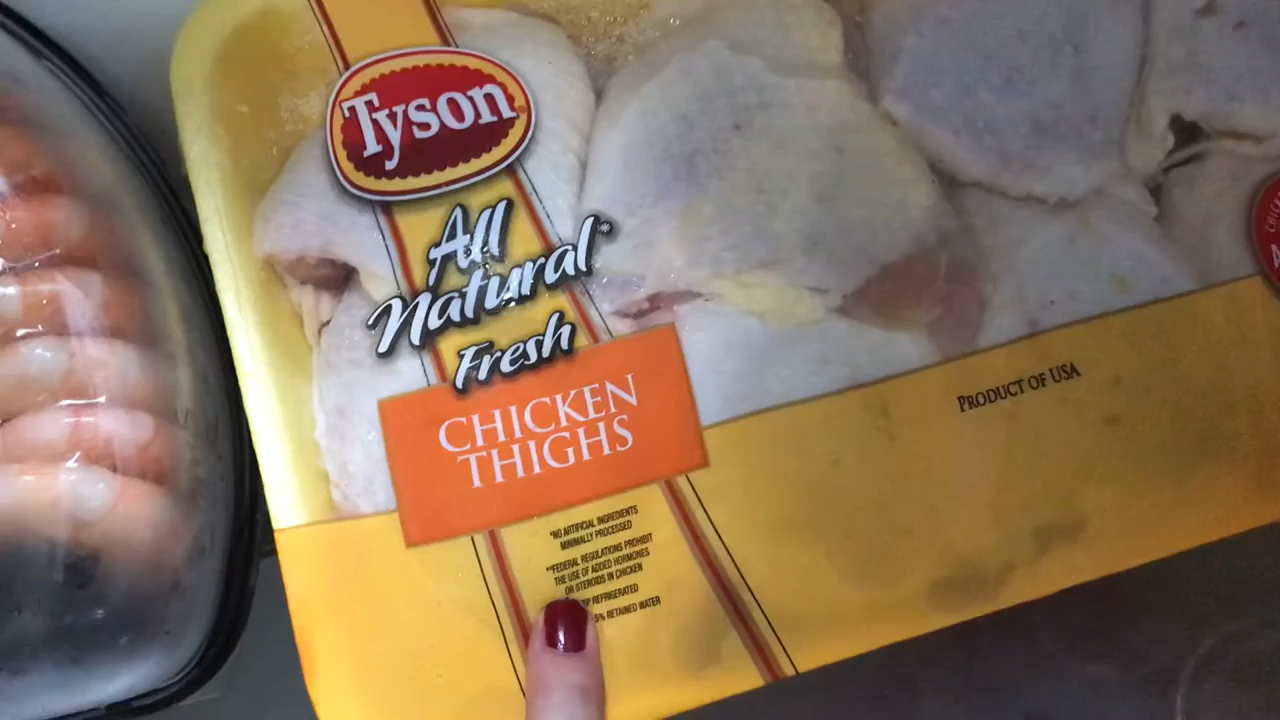 Tyson
All
Natural*
Fresh
CHICKEN
THIGHS
PRODUCT OF USA
*NO ARTIFICIAL INGREDIENTS
MINIMALLY PROCESSED
**FEDERAL REGULATIONS PROHIBIT
THE USE OF ADDED HORMONES
OR STEROIDS IN CHICKEN
REFRIGERATED
5% RETAINED WATER